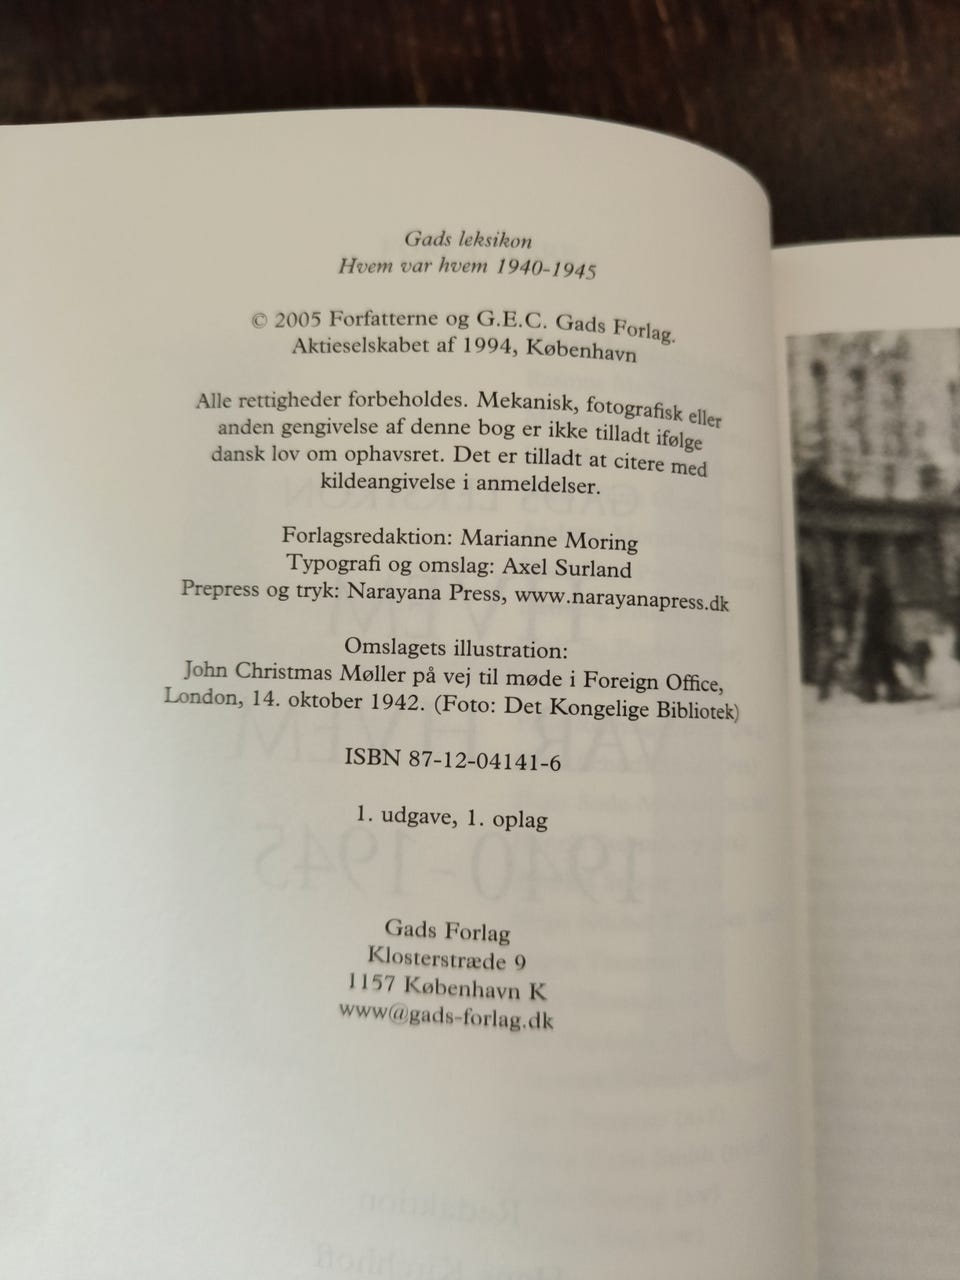 Gads leksikon
Hvem var hvem 1940-1945
© 2005 Forfatterne og G.E.C. Gads Forlag.
Aktieselskabet af 1994, København
Alle rettigheder forbeholdes. Mekanisk, fotografisk eller
anden gengivelse af denne bog er ikke tilladt ifølge
dansk lov om ophavsret. Det er tilladt at citere med
kildeangivelse i anmeldelser.
Forlagsredaktion: Marianne Moring
Typografi og omslag: Axel Surland
Prepress og tryk: Narayana Press, www.narayanapress.dk
Omslagets illustration:
John Christmas Møller på vej til møde i Foreign Office,
London, 14. oktober 1942. (Foto: Det Kongelige Bibliotek)
ISBN 87-12-04141-6
1. udgave, 1. oplag
Gads Forlag
Klosterstræde 9
1157 København K
www@gads-forlag.dk